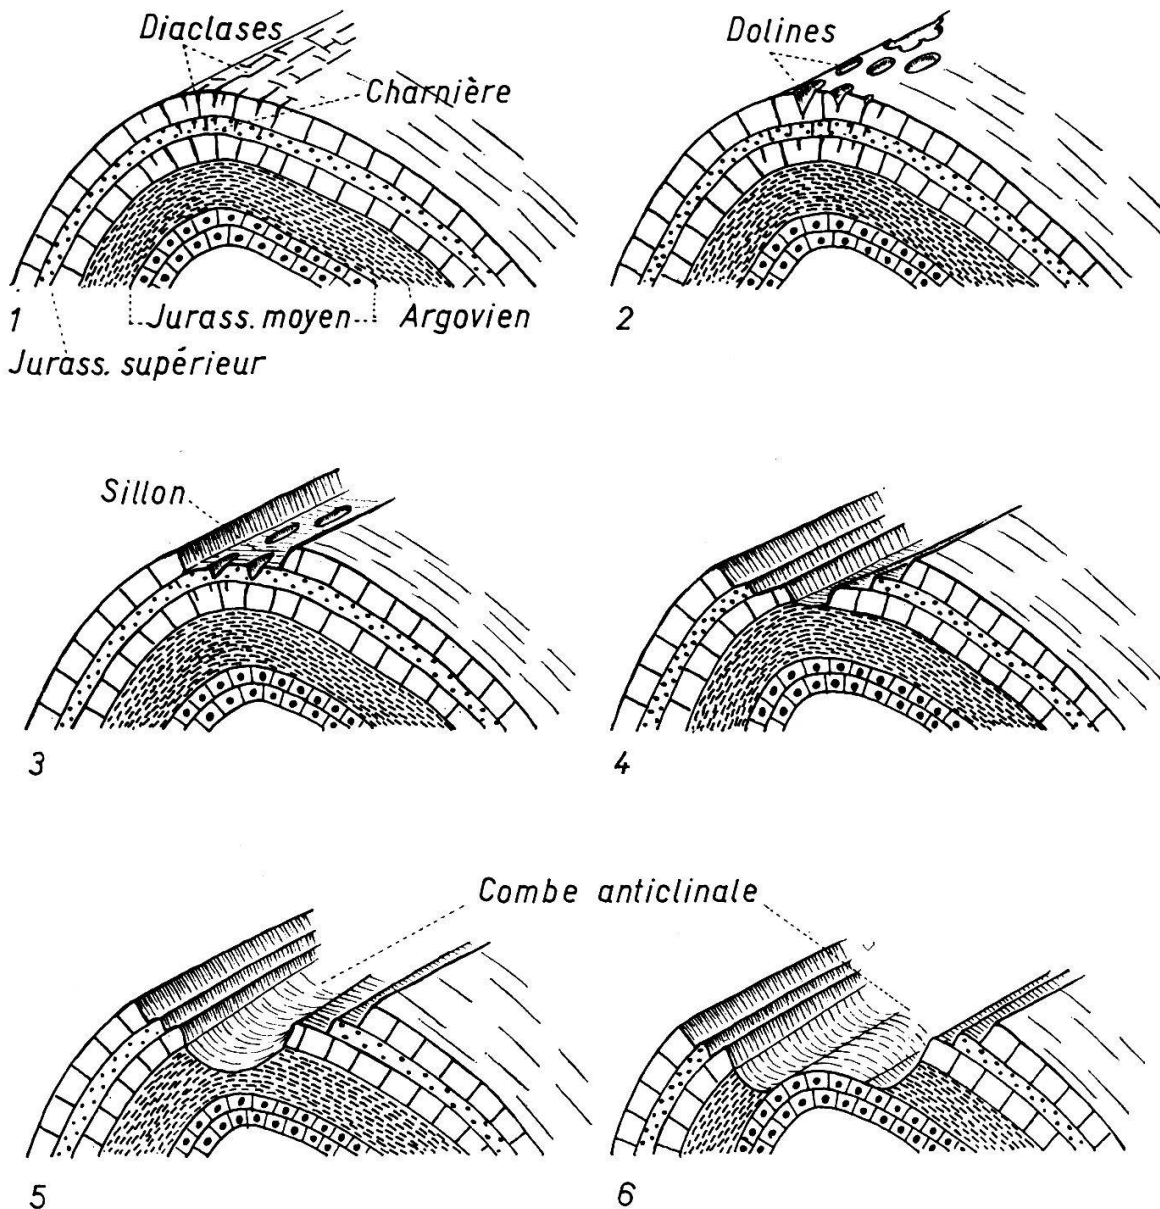 Diaclases
Charnière
1
Jurass. moyen
Argovien
Jurass. supérieur
Dolines
2
Sillon
3
4
Combe anticlinale
5
6